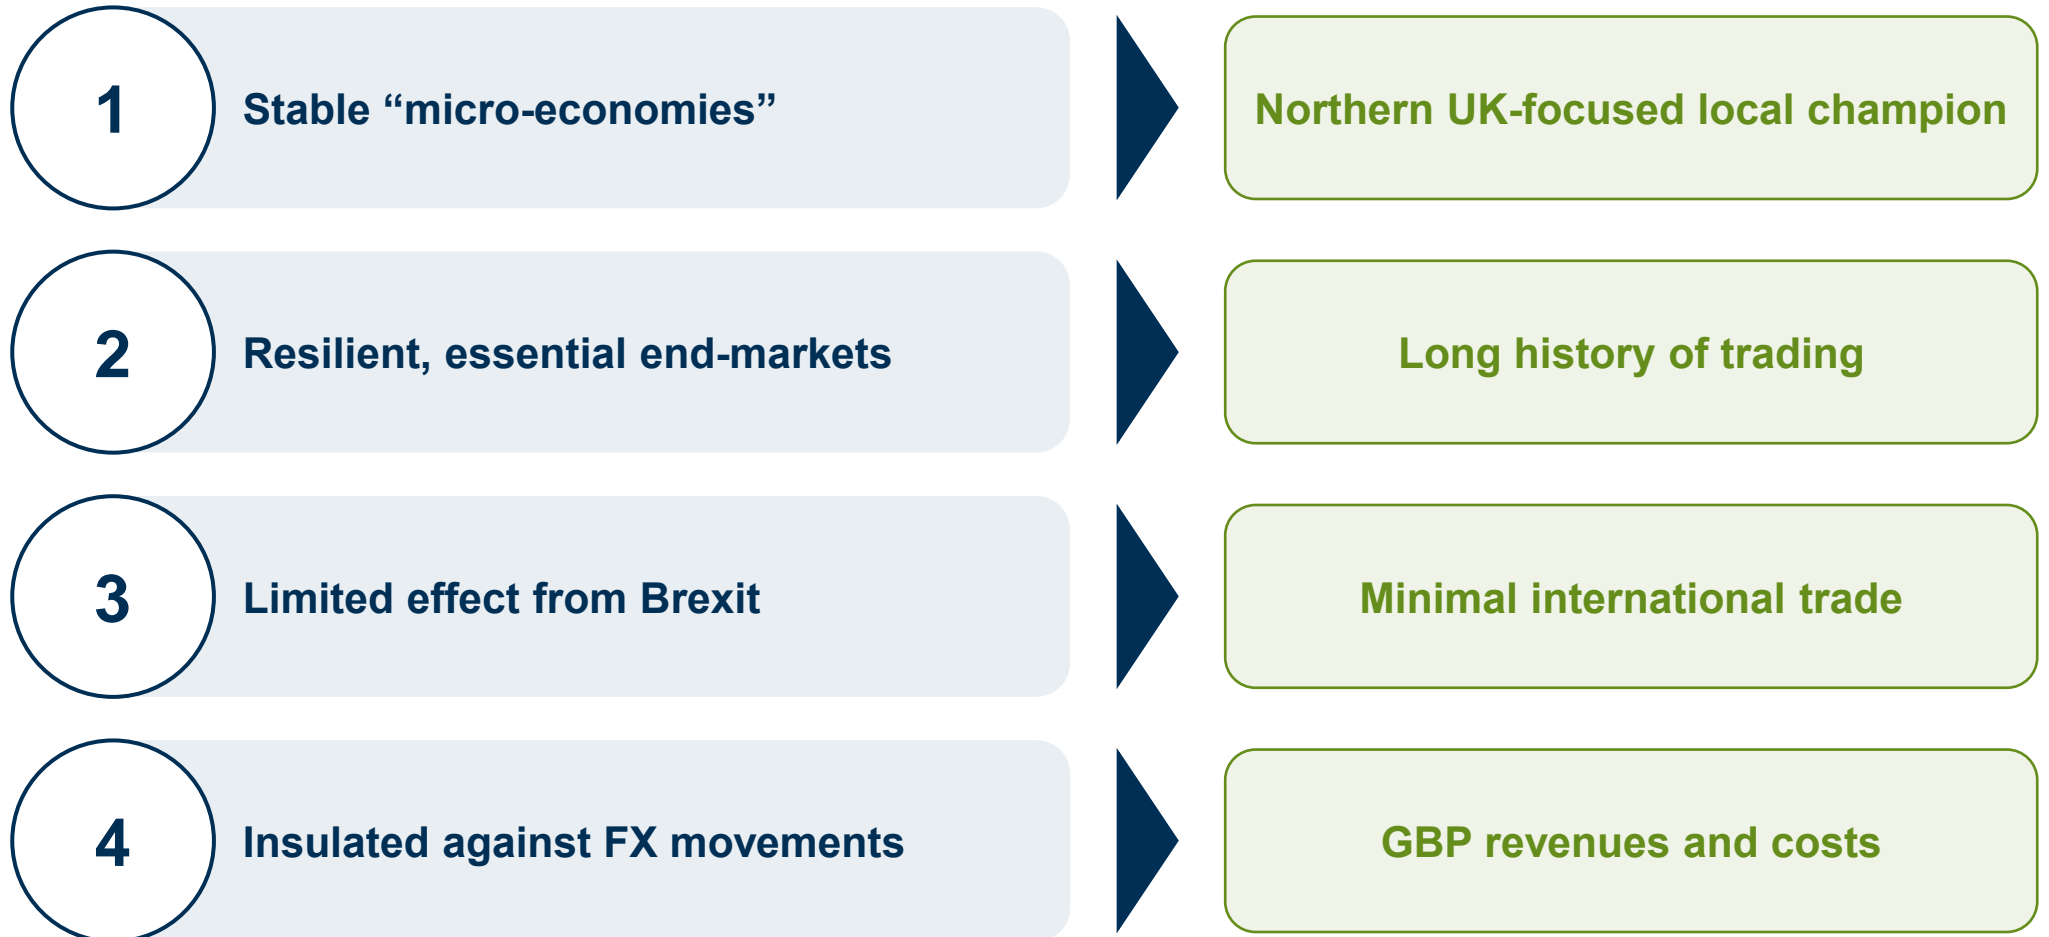 1
Stable “micro-economies”
Northern UK-focused local champion
2
Resilient, essential end-markets
Long history of trading
3
Limited effect from Brexit
Minimal international trade
4
Insulated against FX movements
GBP revenues and costs